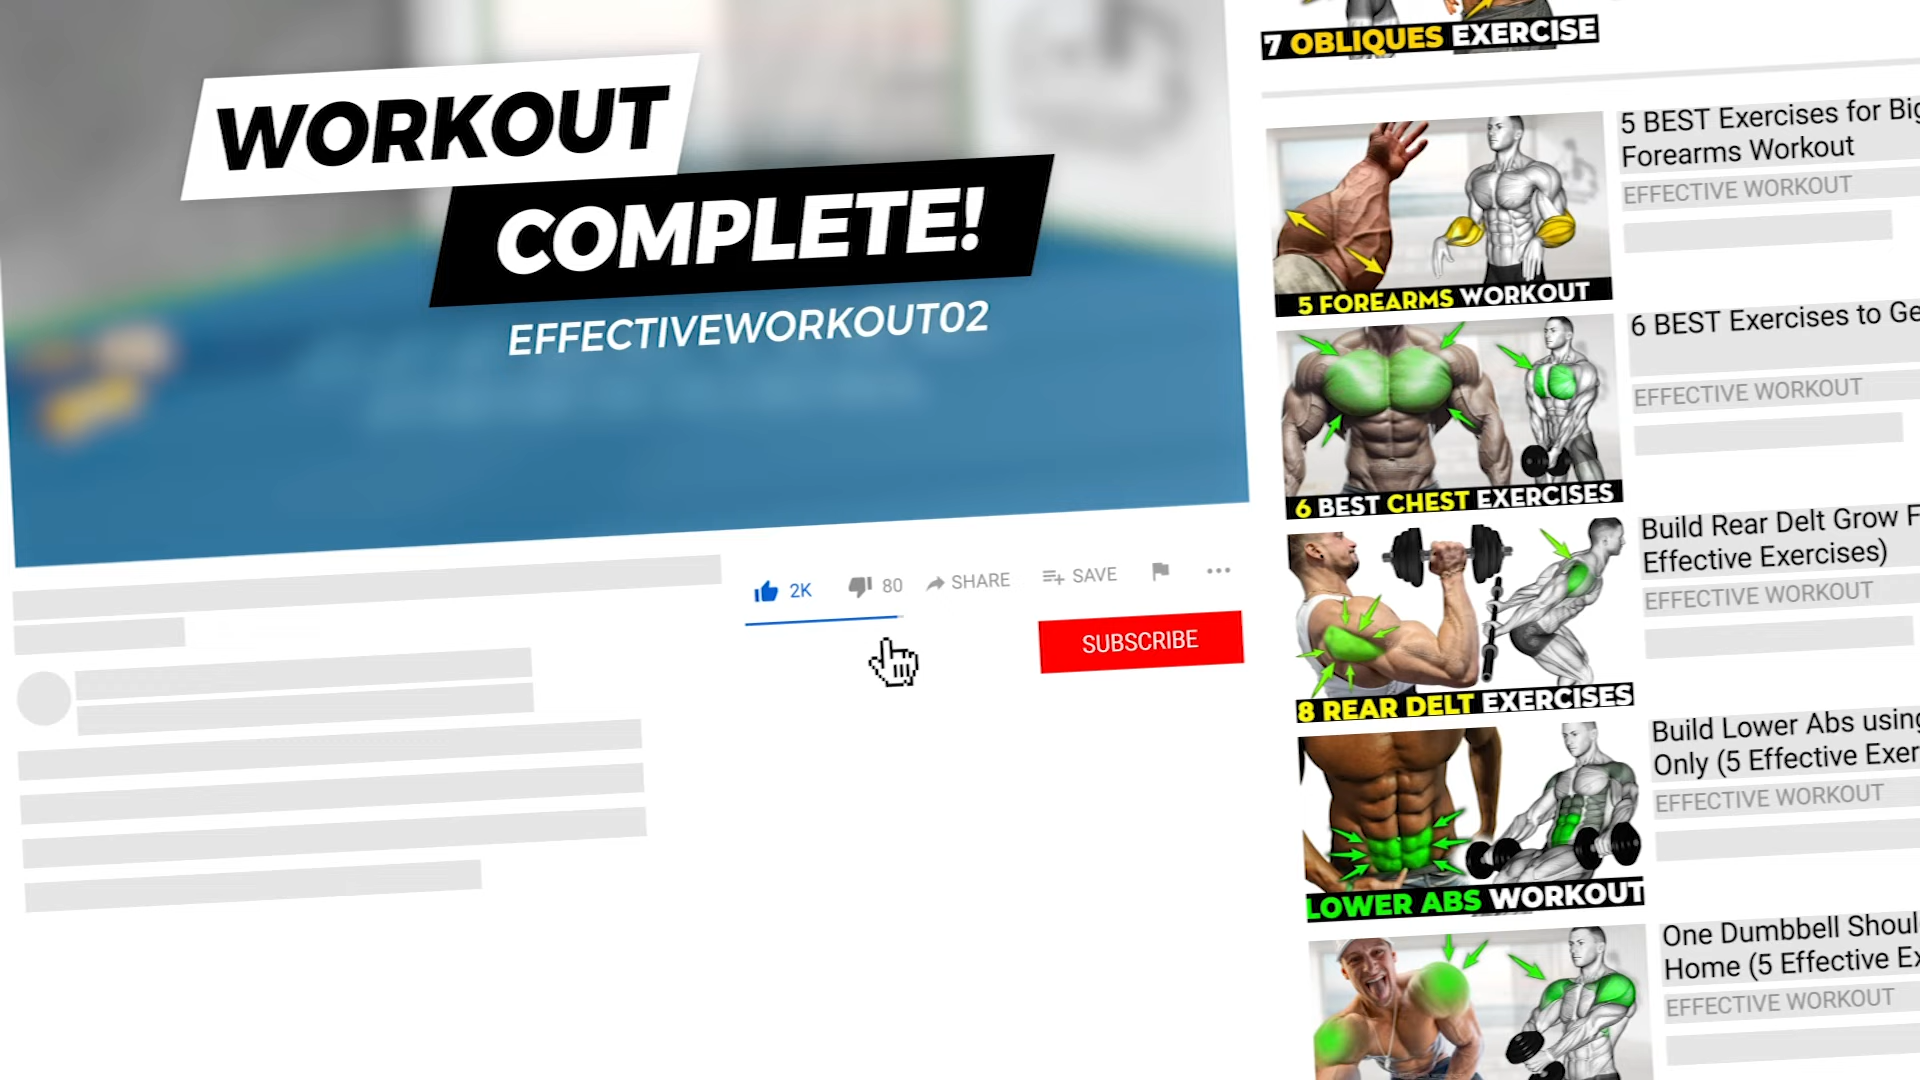 WORKOUT
COMPLETE!
EFFECTIVEWORKOUT02
2K
80
SHARE
SAVE
SUBSCRIBE
7 OBLIQUES EXERCISE
5 FOREARMS WORKOUT
5 BEST Exercises for Big
Forearms Workout
EFFECTIVE WORKOUT
6 BEST CHEST EXERCISES
6 BEST Exercises to Ge
EFFECTIVE WORKOUT
8 REAR DELT EXERCISES
Build Rear Delt Grow F
Effective Exercises)
EFFECTIVE WORKOUT
LOWER ABS WORKOUT
Build Lower Abs using
Only (5 Effective Exer
EFFECTIVE WORKOUT
One Dumbbell Shoul
Home (5 Effective Ex
EFFECTIVE WORKOUT